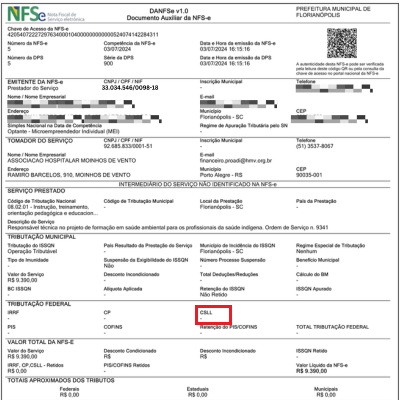 NFSe Nota Fiscal de Serviço eletrônica
DANFSe v1.0
Documento Auxiliar da NFS-e
PREFEITURA MUNICIPAL DE FLORIANÓPOLIS
Chave de Acesso da NFS-e
Número da NFS-e Competência da NFS-e Data e Hora da emissão da NFS-e
5 03/07/2024 03/07/2024 16:15:16
Número da DPS Série da DPS Data e Hora da emissão da DPS
5 900 03/07/2024 16:15:16
A autenticidade desta NFS-e pode ser verificada pela leitura deste código QR ou pela consulta da chave de acesso no portal nacional da NFS-e
EMITENTE DA NFS-e CNPJ / CPF / NIF Inscrição Municipal Telefone
Prestador do Serviço 33.034.546/0098-18 -
Nome / Nome Empresarial E-mail
Endereço Município CEP
Florianópolis - SC
Simples Nacional na Data de Competência Regime de Apuração Tributária pelo SN
Optante - Microempreendedor Individual (MEI) -
TOMADOR DO SERVIÇO CNPJ / CPF / NIF Inscrição Municipal Telefone
92.685.833/0001-51 - (51) 3537-8067
Nome / Nome Empresarial E-mail
ASSOCIACAO HOSPITALAR MOINHOS DE VENTO financeiro.proadi@hmv.org.br
Endereço Município CEP
RAMIRO BARCELOS, 910, MOINHOS DE VENTO Porto Alegre - RS 90035-001
INTERMEDIÁRIO DO SERVIÇO NÃO IDENTIFICADO NA NFS-e
SERVIÇO PRESTADO
Código de Tributação Nacional Código de Tributação Municipal Local da Prestação País da Prestação
08.02.01 - Instrução, treinamento, orientação pedagógica e educacion... - Florianópolis - SC -
Descrição do Serviço
Responsável técnica no projeto de formação em saúde ambiental para os profissionais da saúde indígena. Ordem de Serviço n. 9341
TRIBUTAÇÃO MUNICIPAL
Tributação do ISSQN País Resultado da Prestação do Serviço Município de Incidência do ISSQN Regime Especial de Tributação
Operação Tributável - Florianópolis - SC Nenhum
Tipo de Imunidade Suspensão da Exigibilidade do ISSQN Número Processo Suspensão Benefício Municipal
- Não - -
Valor do Serviço Desconto Incondicionado Total Deduções/Reduções Cálculo do BM
R$ 9.390,00 - - -
BC ISSQN Alíquota Aplicada Retenção do ISSQN ISSQN Apurado
- - Não Retido -
TRIBUTAÇÃO FEDERAL
IRRF CP CSLL
- - -
PIS COFINS Retenção do PIS/COFINS TOTAL TRIBUTAÇÃO FEDERAL
- - - -
VALOR TOTAL DA NFS-E
Valor do Serviço Desconto Condicionado Desconto Incondicionado ISSQN Retido
R$ 9.390,00 R$ R$ -
IRRF, CP,CSLL - Retidos PIS/COFINS Retidos Valor Líquido da NFS-e
R$ 0,00 - R$ 9.390,00
TOTAIS APROXIMADOS DOS TRIBUTOS
Federais Estaduais Municipais
R$ 0,00 R$ 0,00 R$ 0,00